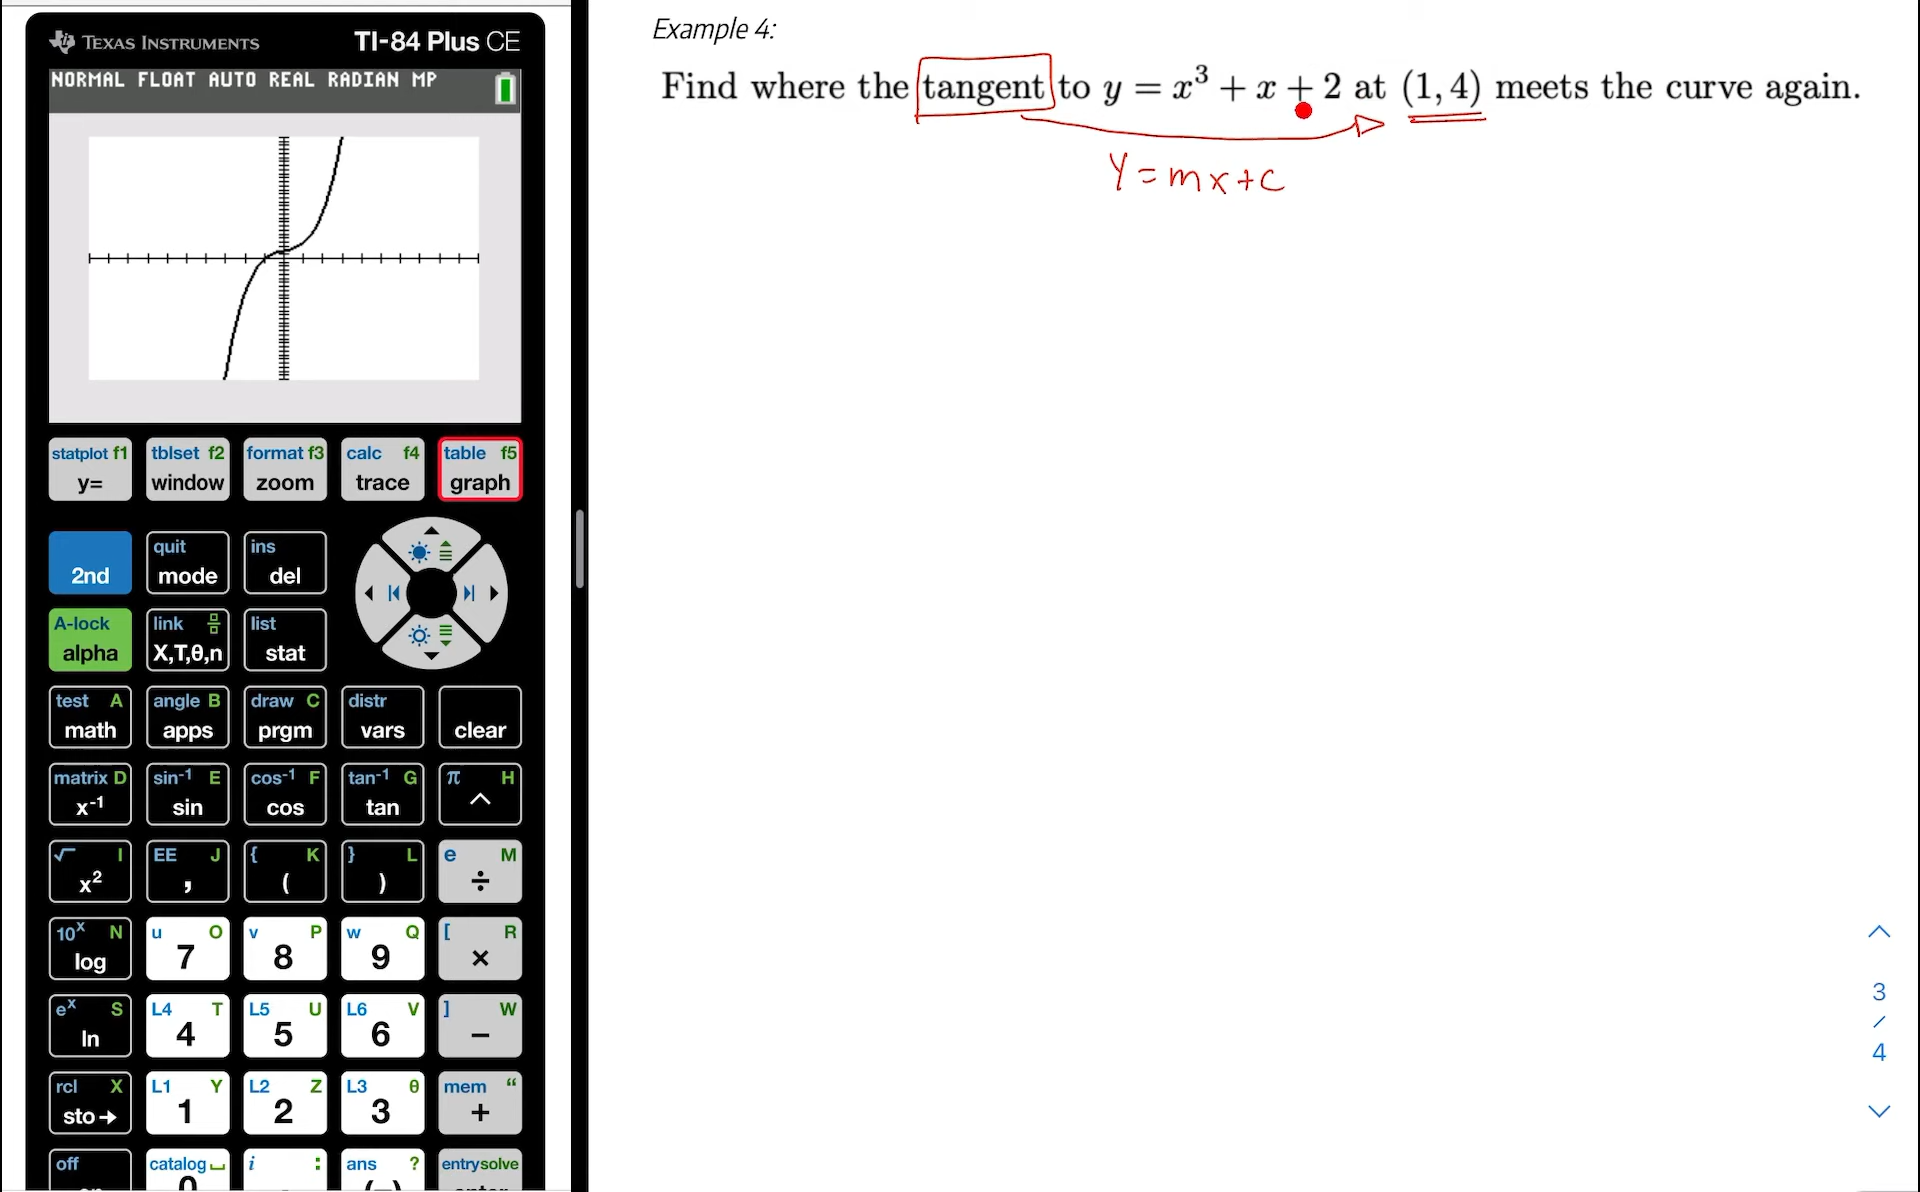 TEXAS INSTRUMENTS TI-84 Plus CE
NORMAL FLOAT AUTO REAL RADIAN MP
statplot f1 tblset f2 format f3 calc f4 table f5
y= window zoom trace graph
quit ins
2nd mode del
A-lock link list
alpha X,T,θ,n stat
test A angle B draw C distr
math apps prgm vars clear
matrix D sin⁻¹ E cos⁻¹ F tan⁻¹ G π H
x⁻¹ sin cos tan ^
√ I EE J { K } L e M
x² , ( ) ÷
10ˣ N u O v P w Q [ R
log 7 8 9 ×
eˣ S L4 T L5 U L6 V ] W
ln 4 5 6 −
rcl X L1 Y L2 Z L3 θ mem “
sto→ 1 2 3 +
off catalog i : ans ? entry solve
0 (−)
Example 4:
Find where the tangent to y = x³ + x + 2 at (1, 4) meets the curve again.
y = mx+c
3
/
4